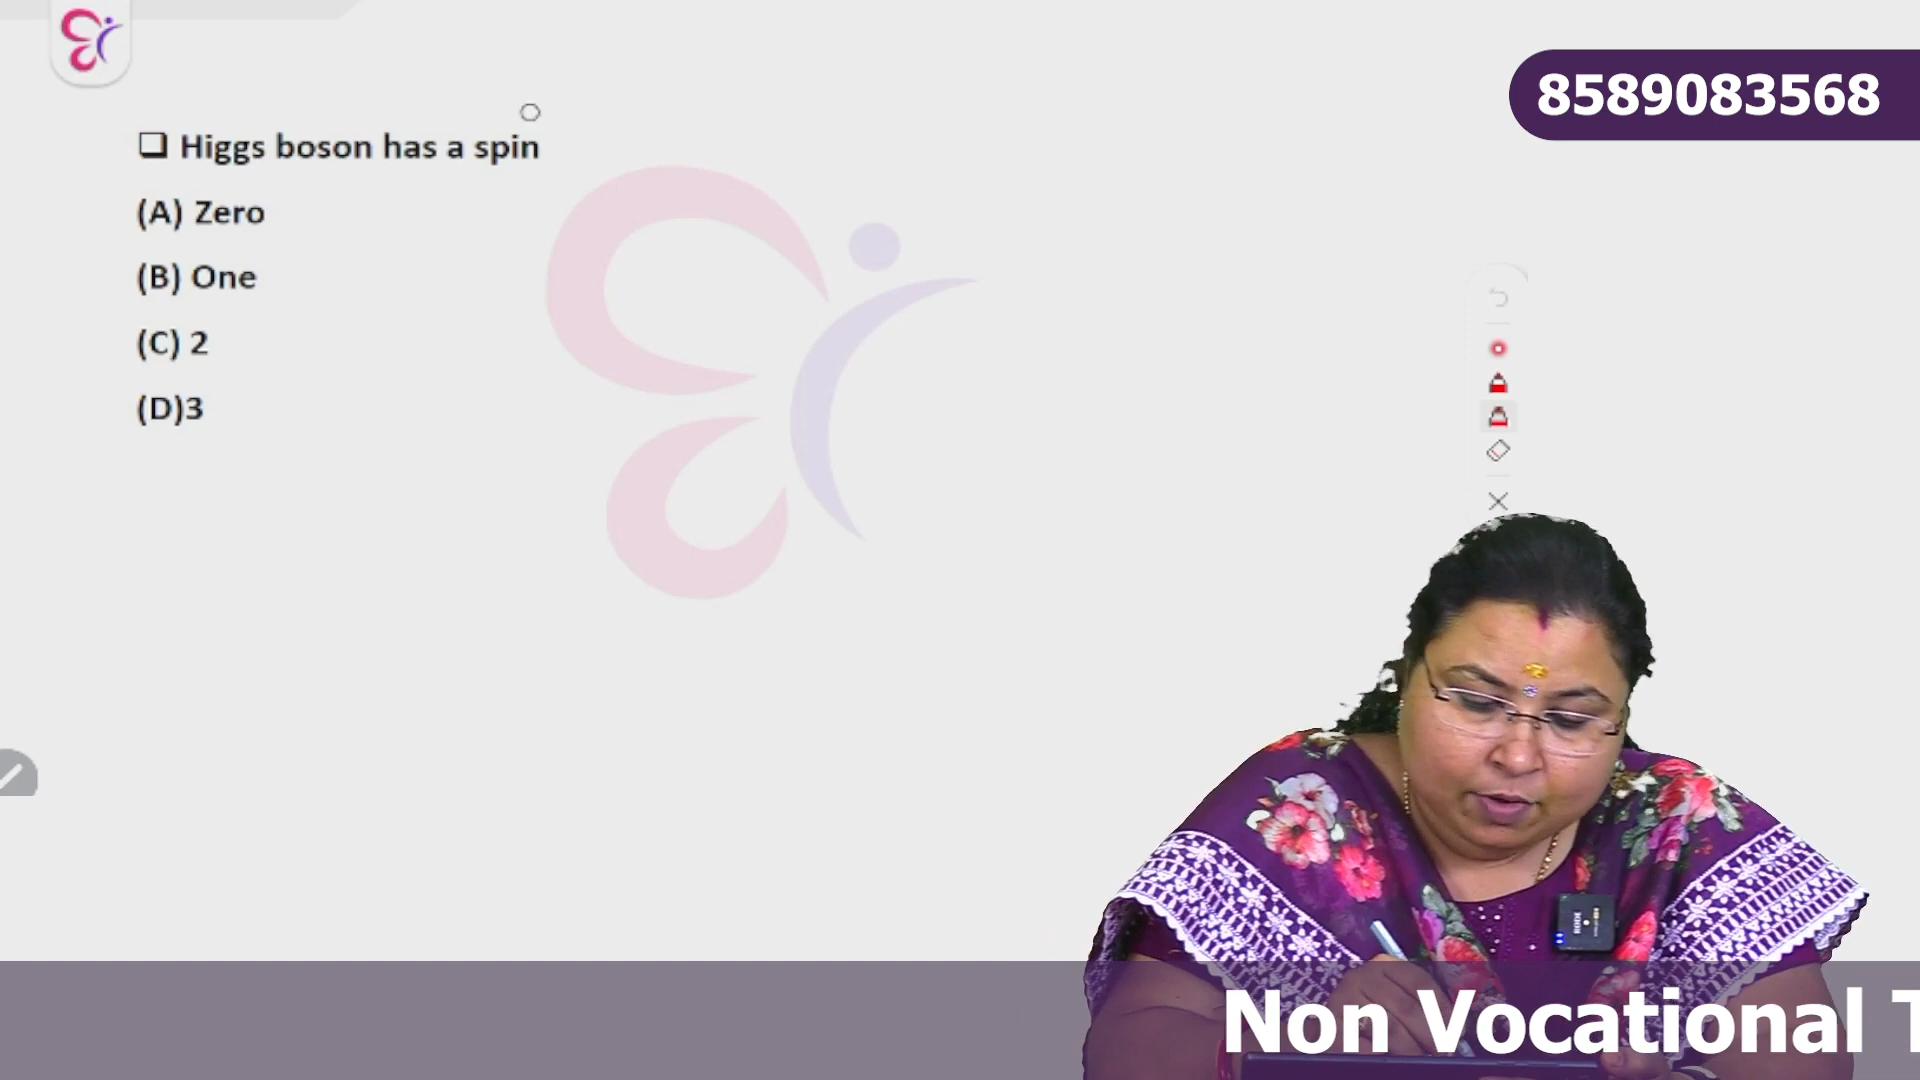 8589083568
Higgs boson has a spin
(A) Zero
(B) One
(C) 2
(D)3
Non Vocational T